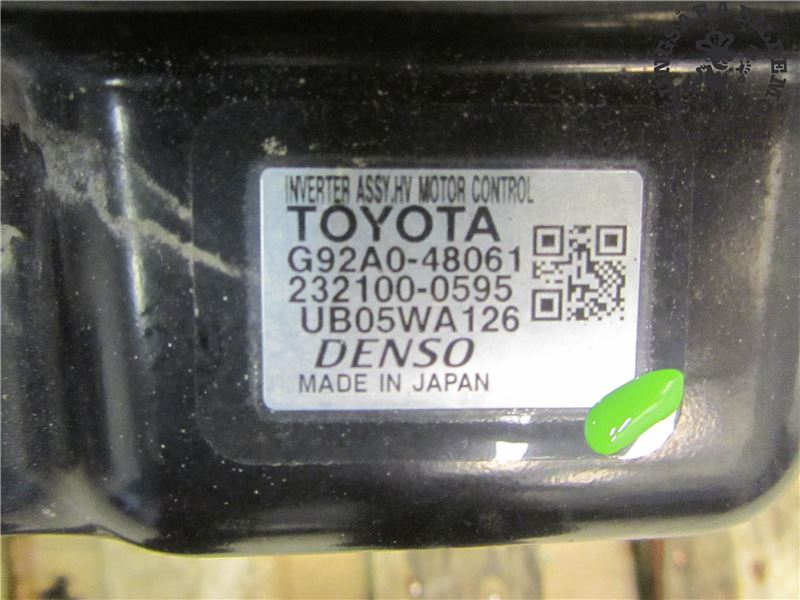 INVERTER ASSY,HV MOTOR CONTROL
TOYOTA
G92A0-48061
232100-0595
UB05WA126
DENSO
MADE IN JAPAN